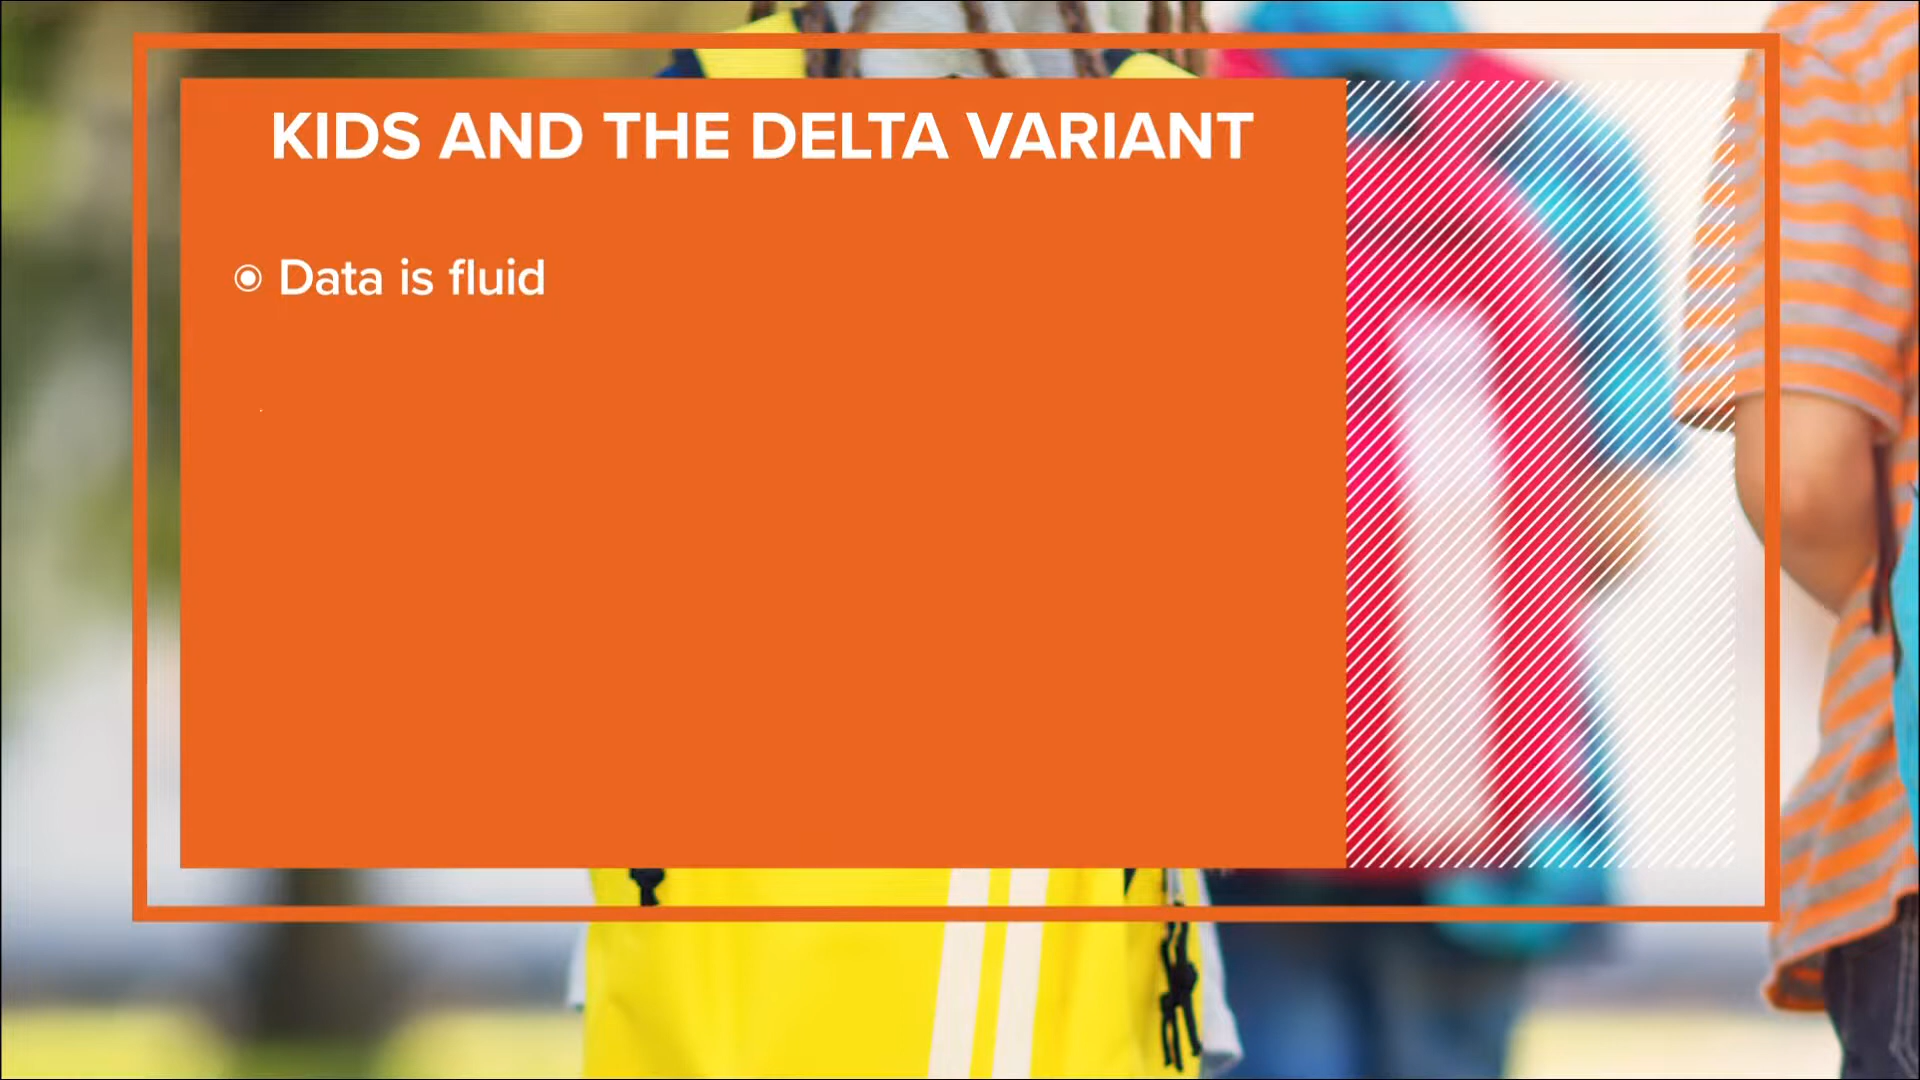 KIDS AND THE DELTA VARIANT
Data is fluid